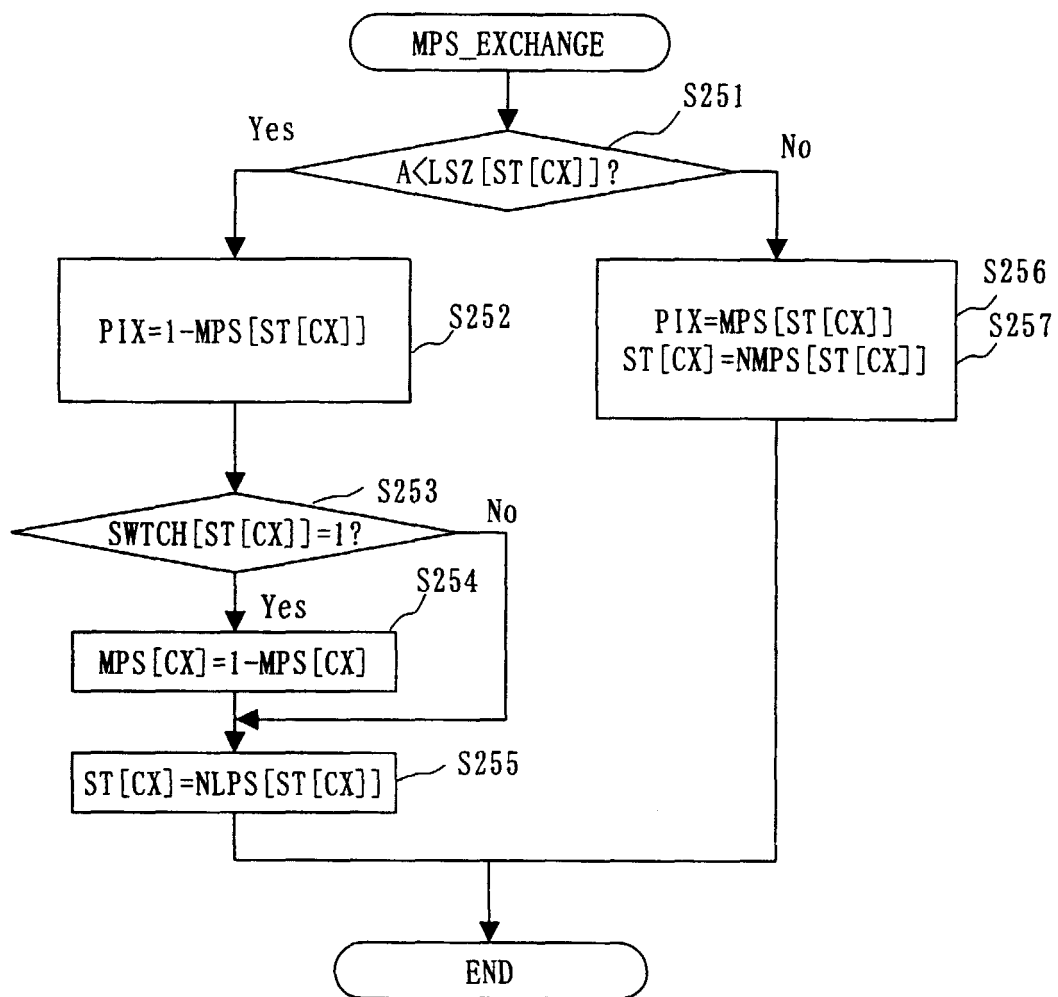 MPS_EXCHANGE
S251
Yes
No
A<LSZ[ST[CX]]?
S252
PIX=1-MPS[ST[CX]]
S256
PIX=MPS[ST[CX]]
S257
ST[CX]=NMPS[ST[CX]]
S253
No
SWTCH[ST[CX]]=1?
S254
Yes
MPS[CX]=1-MPS[CX]
S255
ST[CX]=NLPS[ST[CX]]
END